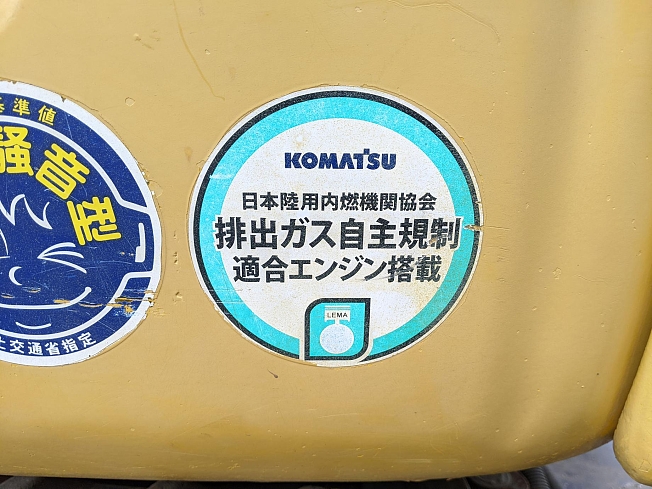 準値
騒音型
交通省指定
KOMATSU
日本陸用内燃機関協会
排出ガス自主規制
適合エンジン搭載
LEMA